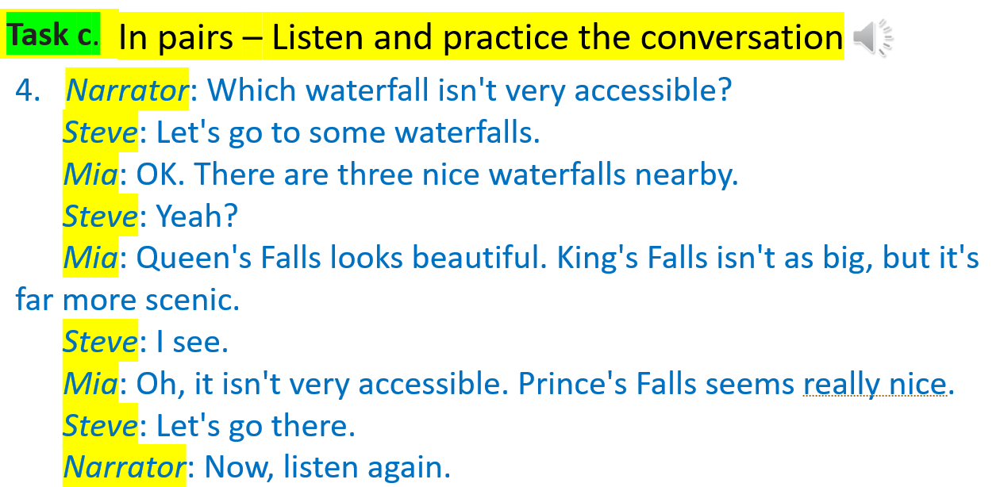 Task c. In pairs – Listen and practice the conversation
4. Narrator: Which waterfall isn't very accessible?
Steve: Let's go to some waterfalls.
Mia: OK. There are three nice waterfalls nearby.
Steve: Yeah?
Mia: Queen's Falls looks beautiful. King's Falls isn't as big, but it's
far more scenic.
Steve: I see.
Mia: Oh, it isn't very accessible. Prince's Falls seems really nice.
Steve: Let's go there.
Narrator: Now, listen again.